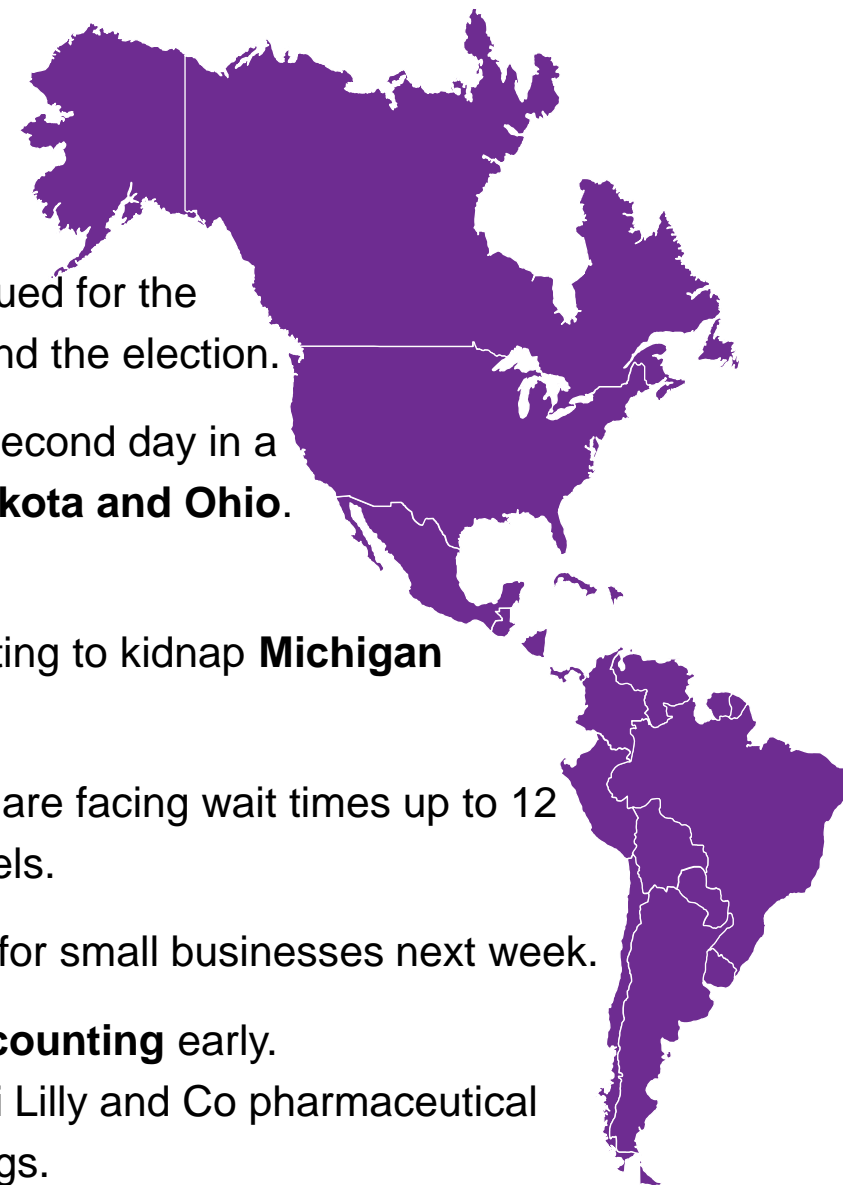 ued for the
nd the election.
econd day in a
kota and Ohio.
ting to kidnap Michigan
are facing wait times up to 12
els.
for small businesses next week.
counting early.
i Lilly and Co pharmaceutical
gs.